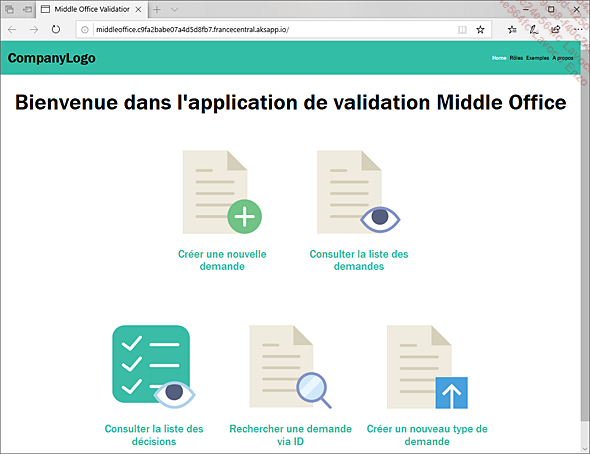 Middle Office Validation
middleoffice.c9fa2babe07a4d5d8fb7.francecentral.aksapp.io/
CompanyLogo
Home Rôles Exemples A propos
Bienvenue dans l'application de validation Middle Office
Créer une nouvelle
demande
Consulter la liste des
demandes
Consulter la liste des
décisions
Rechercher une demande
via ID
Créer un nouveau type de
demande